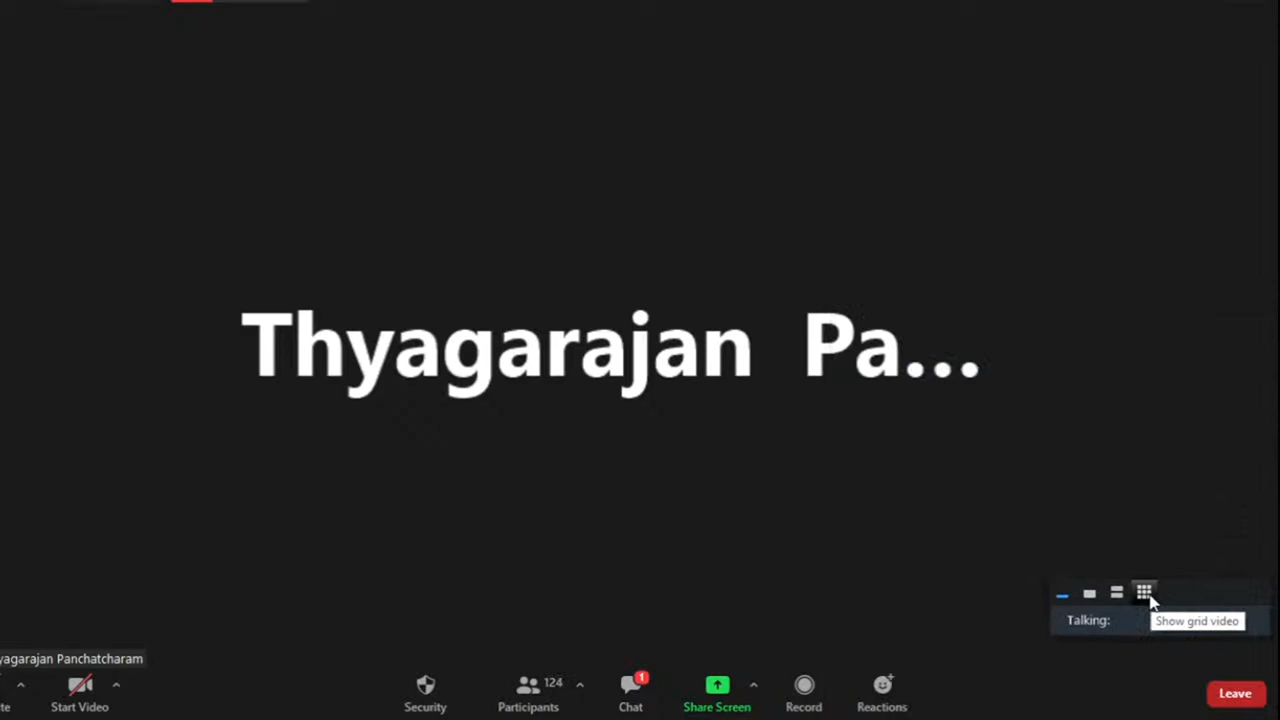 Thyagarajan Pa...
Talking:
Show grid video
yagarajan Panchatcharam
te
Start Video
Security
124
Participants
1
Chat
Share Screen
Record
Reactions
Leave